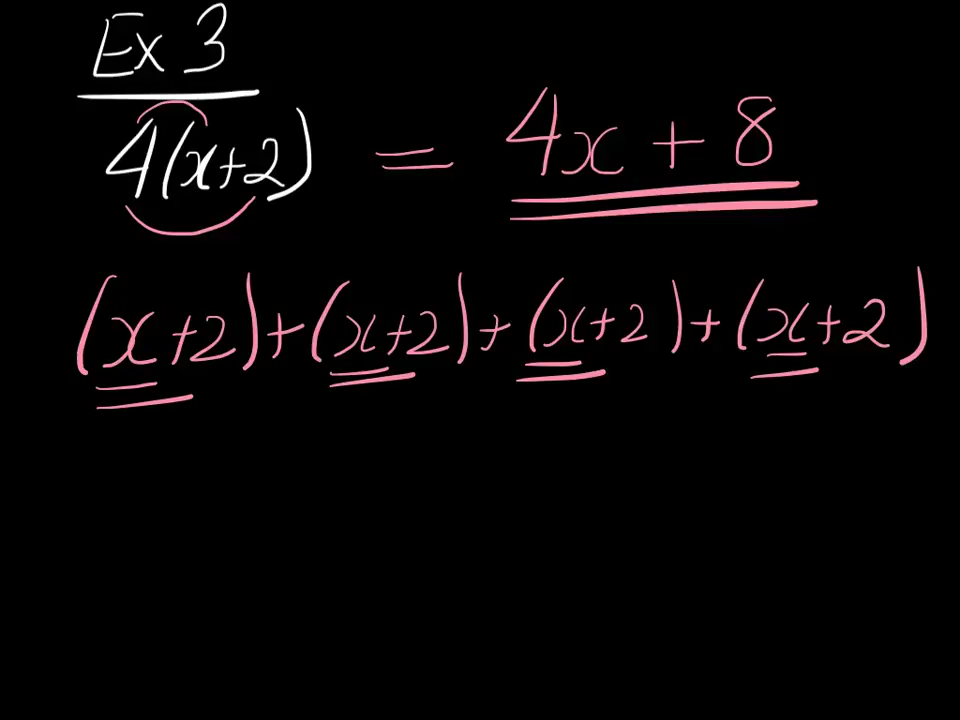 Ex 3
4(x+2) = 4x + 8
(x+2)+(x+2)+(x+2)+(x+2)